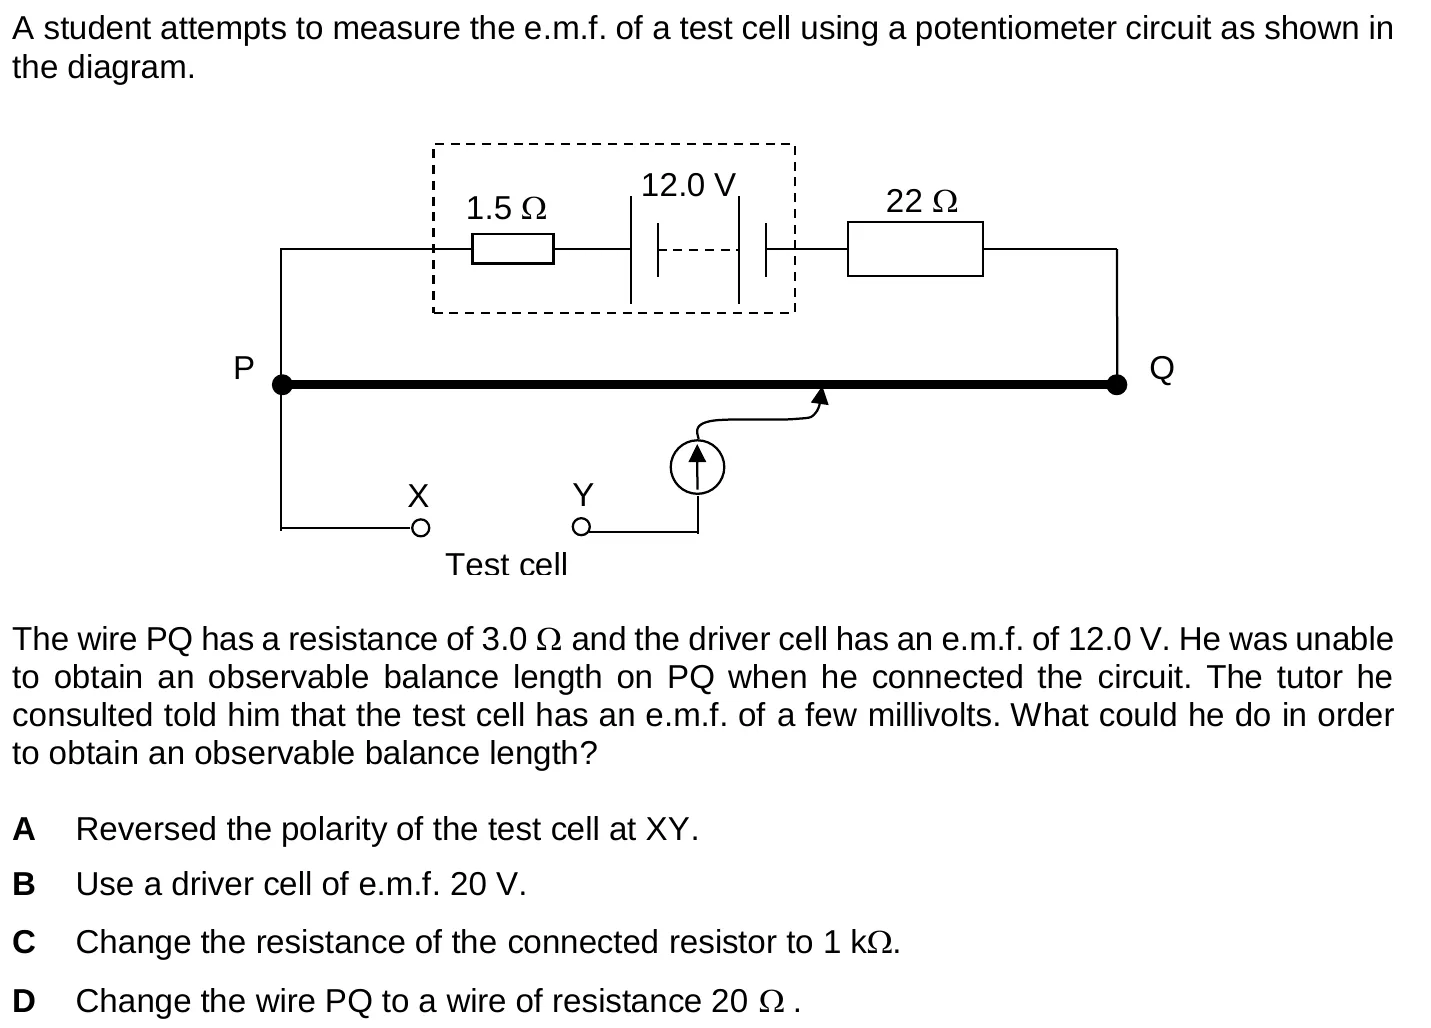 A student attempts to measure the e.m.f. of a test cell using a potentiometer circuit as shown in
the diagram.
12.0 V
1.5 Ω
22 Ω
P
Q
X
Y
Test cell
The wire PQ has a resistance of 3.0 Ω and the driver cell has an e.m.f. of 12.0 V. He was unable
to obtain an observable balance length on PQ when he connected the circuit. The tutor he
consulted told him that the test cell has an e.m.f. of a few millivolts. What could he do in order
to obtain an observable balance length?
A Reversed the polarity of the test cell at XY.
B Use a driver cell of e.m.f. 20 V.
C Change the resistance of the connected resistor to 1 kΩ.
D Change the wire PQ to a wire of resistance 20 Ω .